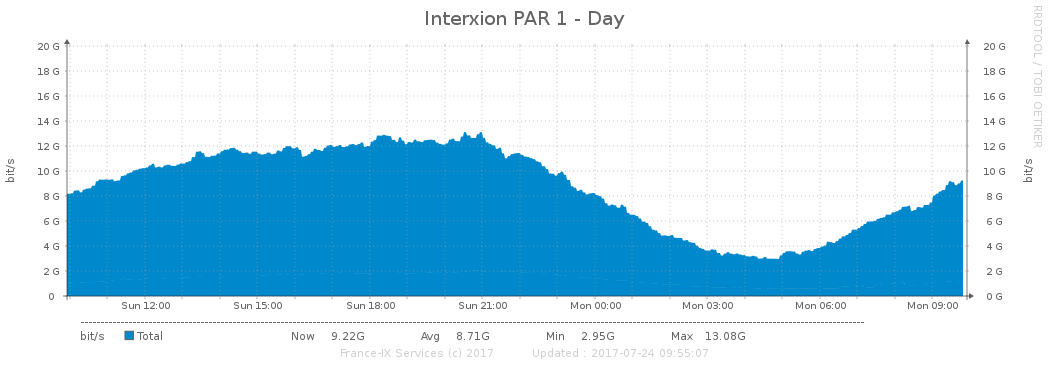 Interxion PAR 1 - Day
RRDTOOL / TOBI OETIKER
20 G 20 G
18 G 18 G
16 G 16 G
14 G 14 G
12 G 12 G
10 G 10 G
8 G 8 G
6 G 6 G
4 G 4 G
2 G 2 G
0 0 G
bit/s bit/s
Sun 12:00 Sun 15:00 Sun 18:00 Sun 21:00 Mon 00:00 Mon 03:00 Mon 06:00 Mon 09:00
bit/s Total Now 9.22G Avg 8.71G Min 2.95G Max 13.08G
France-IX Services (c) 2017 Updated : 2017-07-24 09:55:07